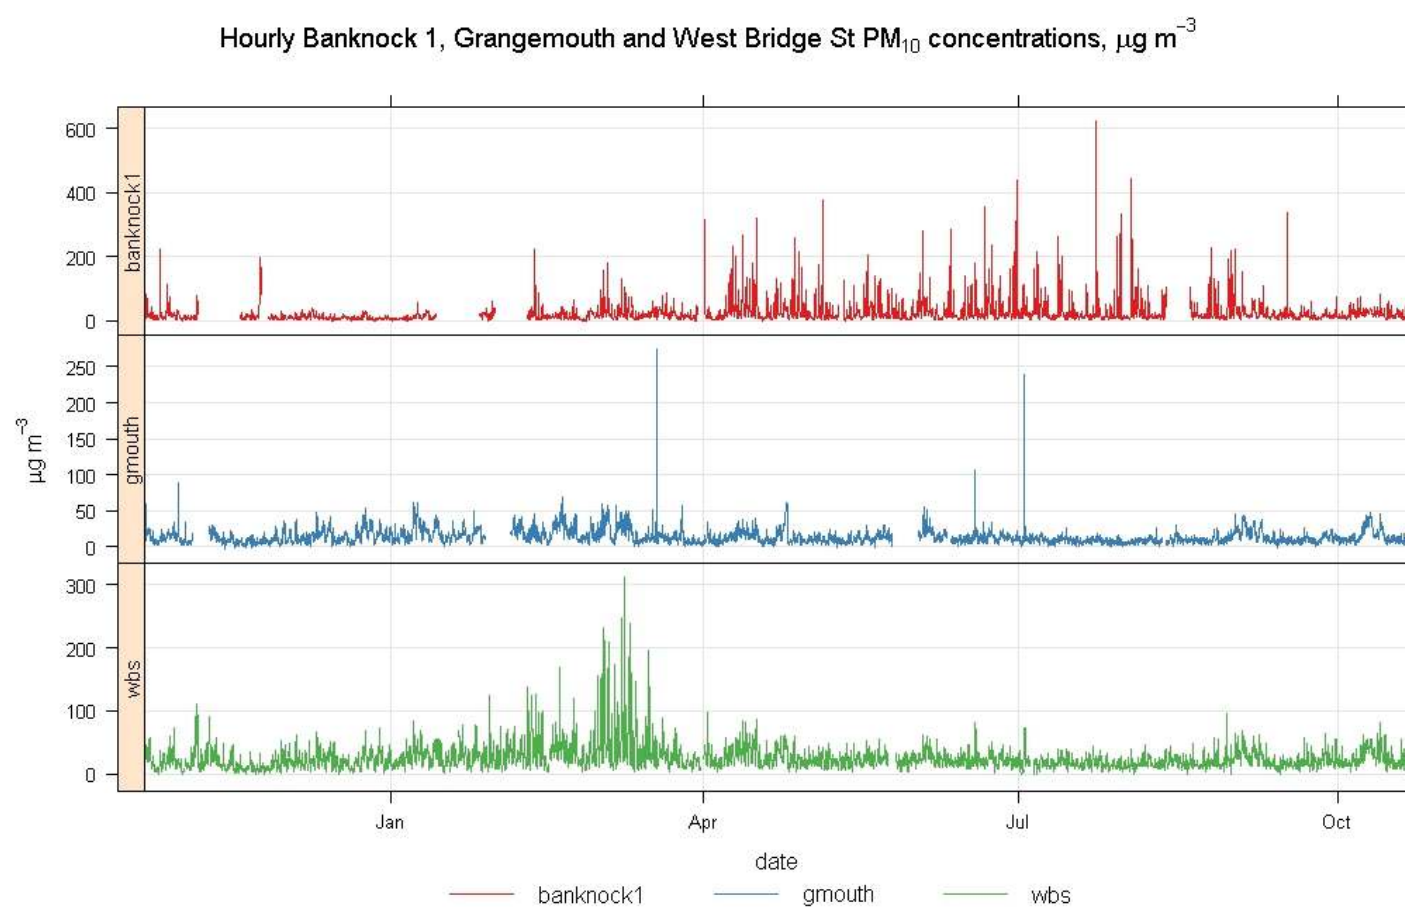 Hourly Banknock 1, Grangemouth and West Bridge St PM₁₀ concentrations, µg m⁻³
banknock1
600
400
200
0
gmouth
250
200
150
100
50
0
µg m⁻³
wbs
300
200
100
0
Jan Apr Jul Oct
date
banknock1 gmouth wbs